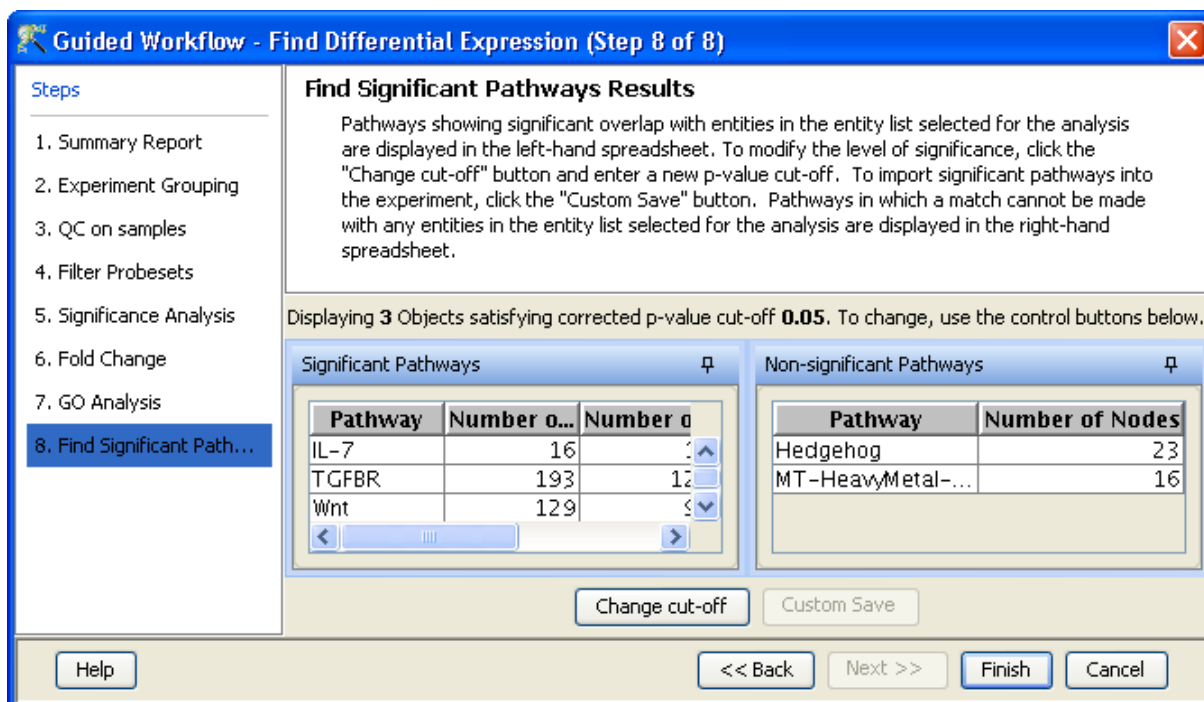 Guided Workflow - Find Differential Expression (Step 8 of 8)
Steps
1. Summary Report
2. Experiment Grouping
3. QC on samples
4. Filter Probesets
5. Significance Analysis
6. Fold Change
7. GO Analysis
8. Find Significant Path...
Find Significant Pathways Results
Pathways showing significant overlap with entities in the entity list selected for the analysis
are displayed in the left-hand spreadsheet. To modify the level of significance, click the
"Change cut-off" button and enter a new p-value cut-off. To import significant pathways into
the experiment, click the "Custom Save" button. Pathways in which a match cannot be made
with any entities in the entity list selected for the analysis are displayed in the right-hand
spreadsheet.
Displaying 3 Objects satisfying corrected p-value cut-off 0.05. To change, use the control buttons below.
Significant Pathways
Pathway Number o... Number o
IL-7 16
TGFBR 193
Wnt 129
Non-significant Pathways
Pathway Number of Nodes
Hedgehog 23
MT-HeavyMetal-... 16
Change cut-off Custom Save
Help << Back Next >> Finish Cancel